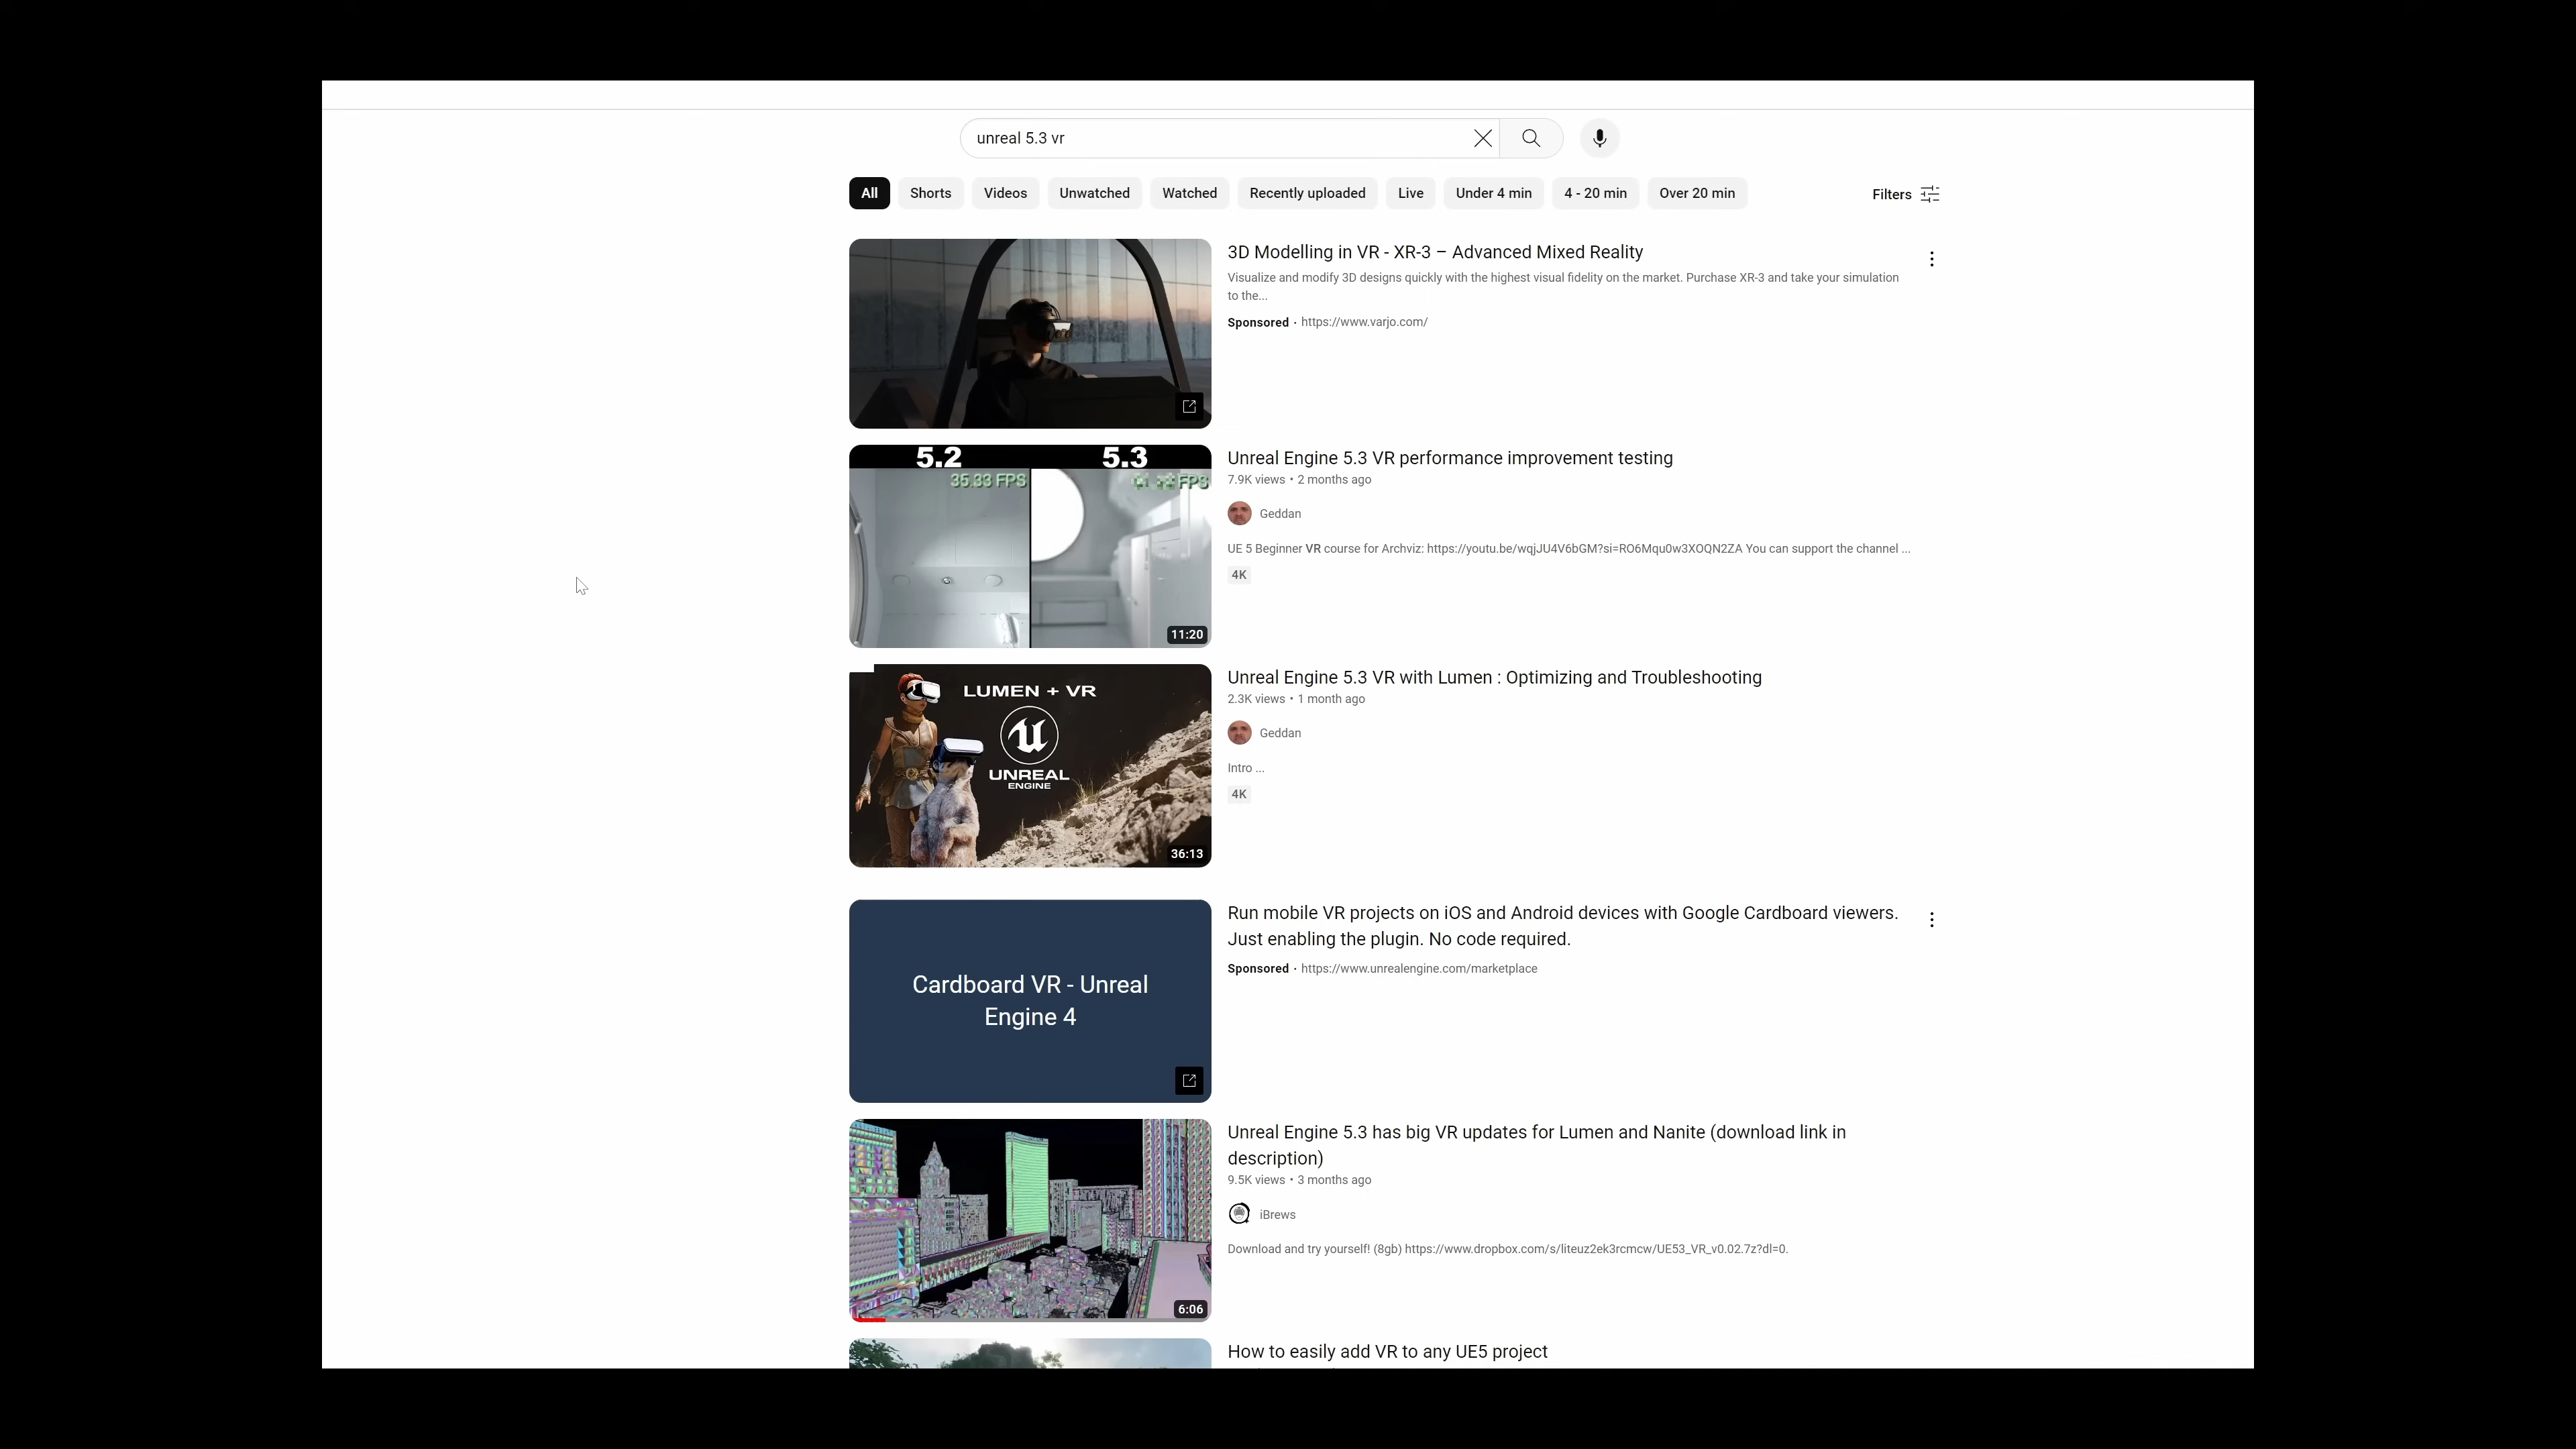 unreal 5.3 vr
All Shorts Videos Unwatched Watched Recently uploaded Live Under 4 min 4 - 20 min Over 20 min Filters
3D Modelling in VR - XR-3 – Advanced Mixed Reality
Visualize and modify 3D designs quickly with the highest visual fidelity on the market. Purchase XR-3 and take your simulation
to the...
Sponsored · https://www.varjo.com/
5.2 5.3
35.33 FPS FPS
11:20
Unreal Engine 5.3 VR performance improvement testing
7.9K views • 2 months ago
Geddan
UE 5 Beginner VR course for Archviz: https://youtu.be/wqjJU4V6bGM?si=RO6Mqu0w3XOQN2ZA You can support the channel ...
4K
LUMEN + VR
UNREAL
ENGINE
36:13
Unreal Engine 5.3 VR with Lumen : Optimizing and Troubleshooting
2.3K views • 1 month ago
Geddan
Intro ...
4K
Cardboard VR - Unreal
Engine 4
Run mobile VR projects on iOS and Android devices with Google Cardboard viewers.
Just enabling the plugin. No code required.
Sponsored · https://www.unrealengine.com/marketplace
6:06
Unreal Engine 5.3 has big VR updates for Lumen and Nanite (download link in
description)
9.5K views • 3 months ago
iBrews
Download and try yourself! (8gb) https://www.dropbox.com/s/liteuz2ek3rcmcw/UE53_VR_v0.02.7z?dl=0.
How to easily add VR to any UE5 project